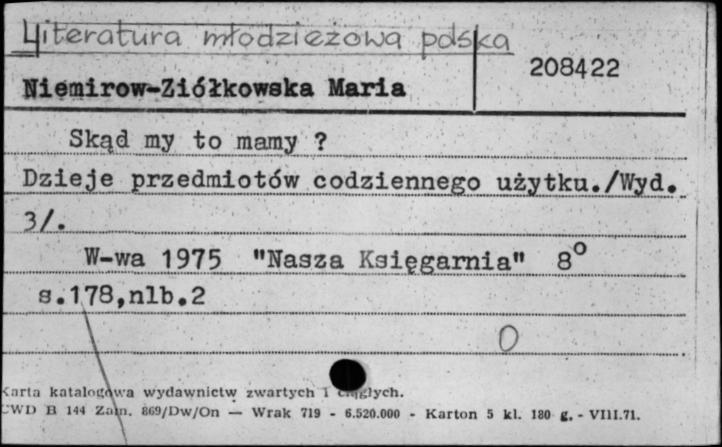 Literatura młodzieżowa polska
208422
Niemirow-Ziółkowska Maria
Skąd my to mamy ?
Dzieje przedmiotów codziennego użytku./Wyd.
3/.
W-wa 1975 "Nasza Księgarnia" 8°
s.178,nlb.2
0
Karta katalogowa wydawnictw zwartych i ciągłych.
CWD B 144 Zam. 869/Dw/On — Wrak 719 - 6.520.000 - Karton 5 kl. 180 g. - VIII.71.